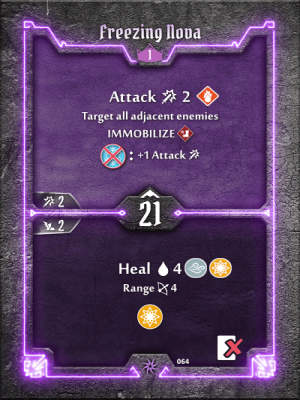 Freezing Nova
1
Attack 2
Target all adjacent enemies
IMMOBILIZE
: +1 Attack
2
21
2
Heal 4
Range 4
064